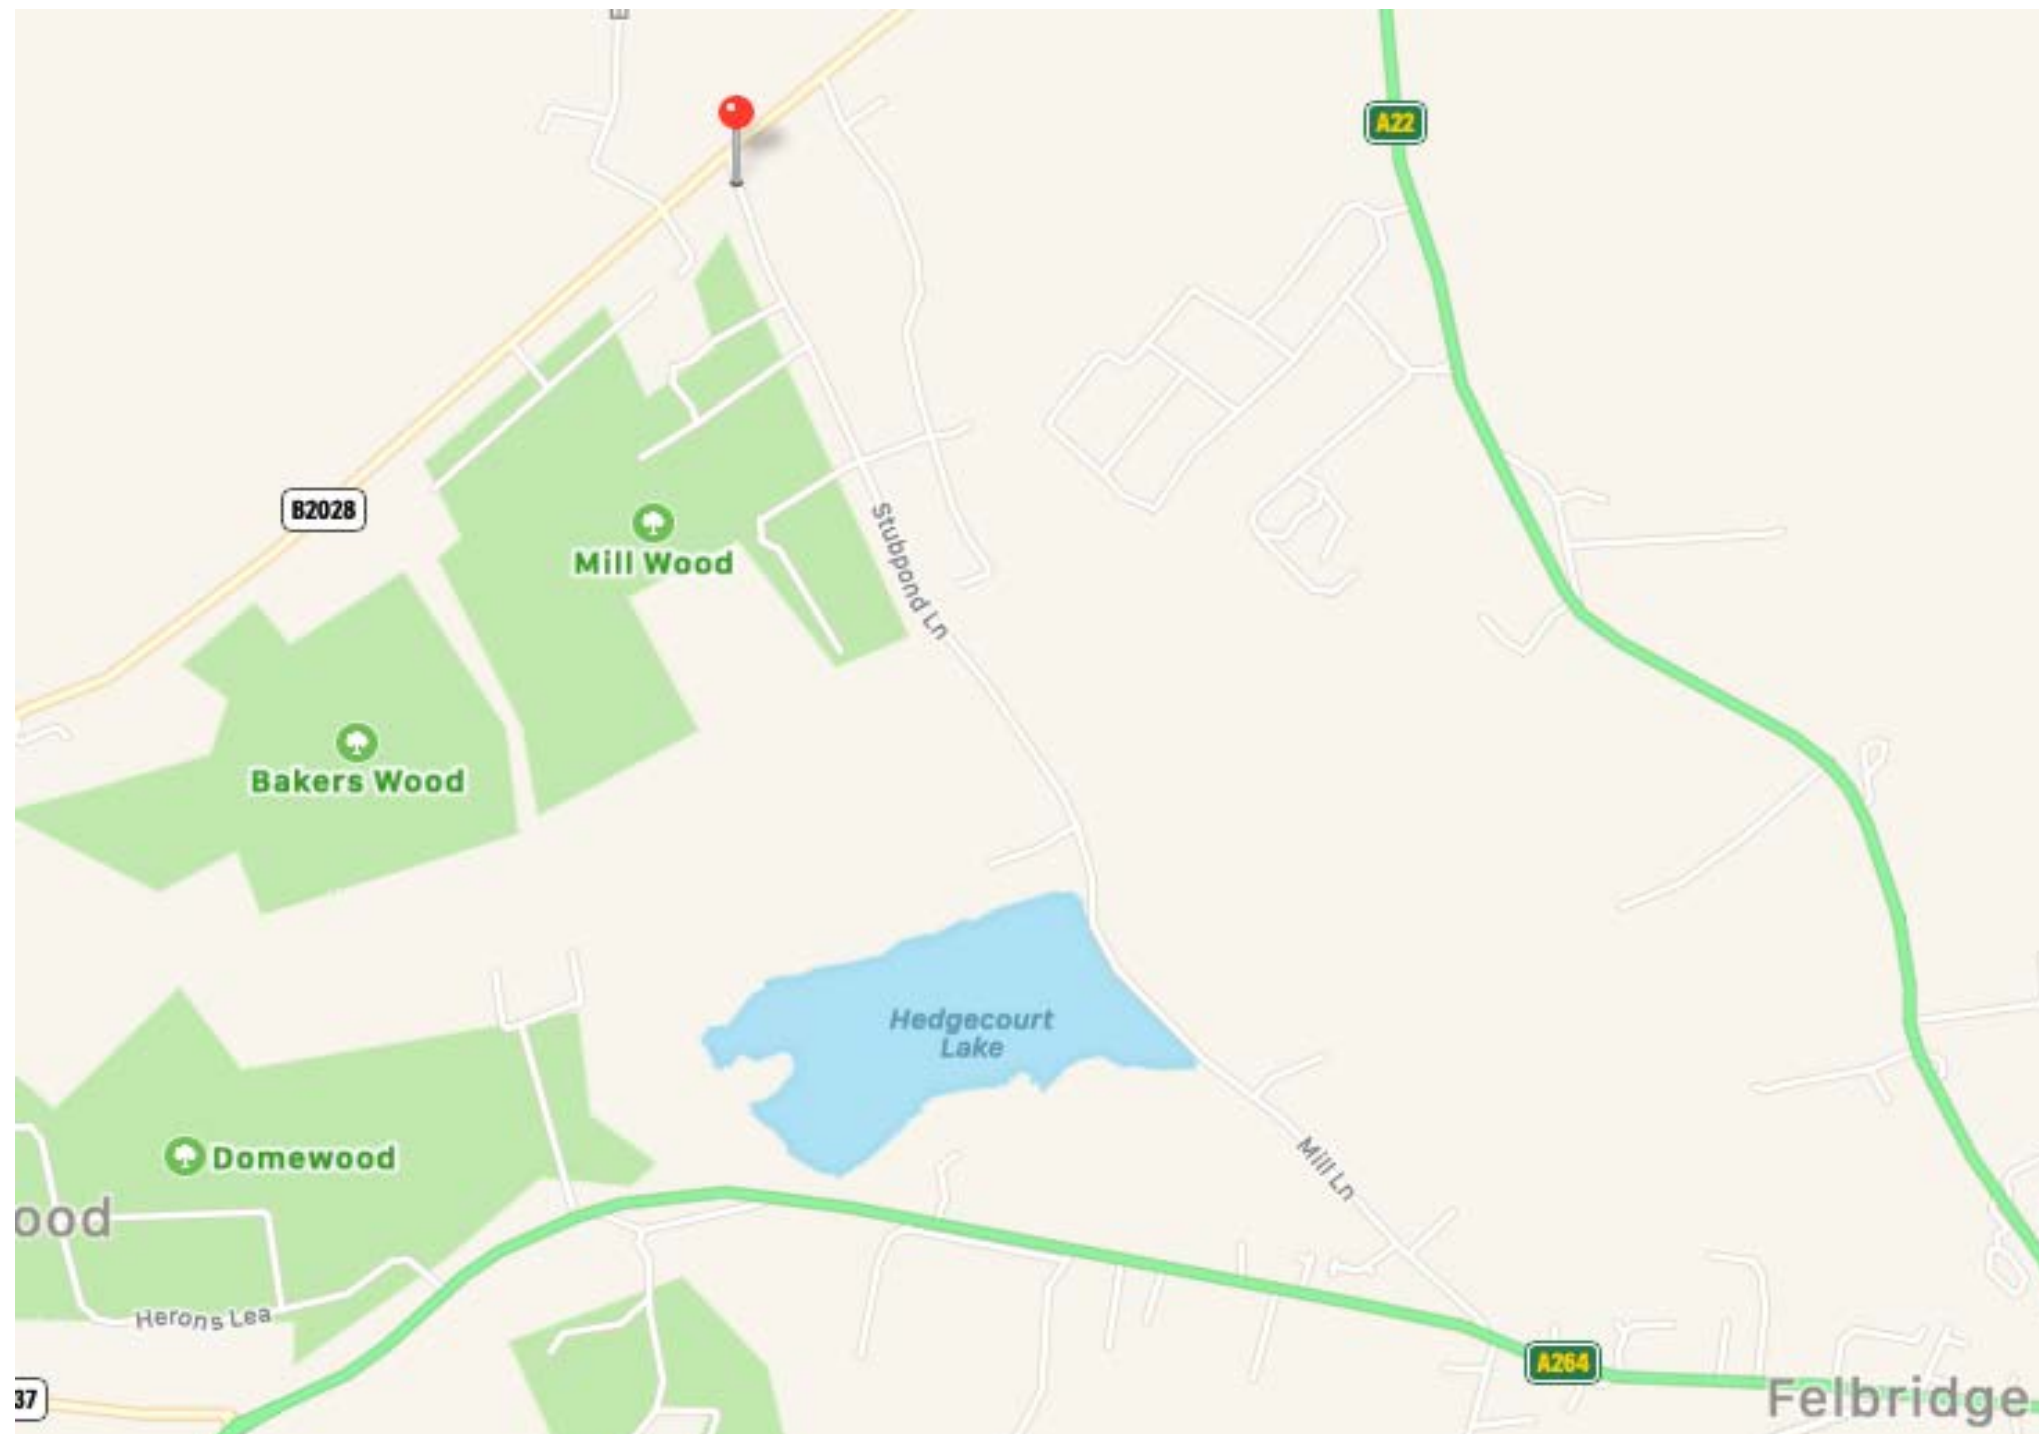 A22
B2028
Mill Wood
Stubpond Ln
Bakers Wood
Hedgecourt
Lake
Mill Ln
Domewood
ood
Herons Lea
37
A264
Felbridge